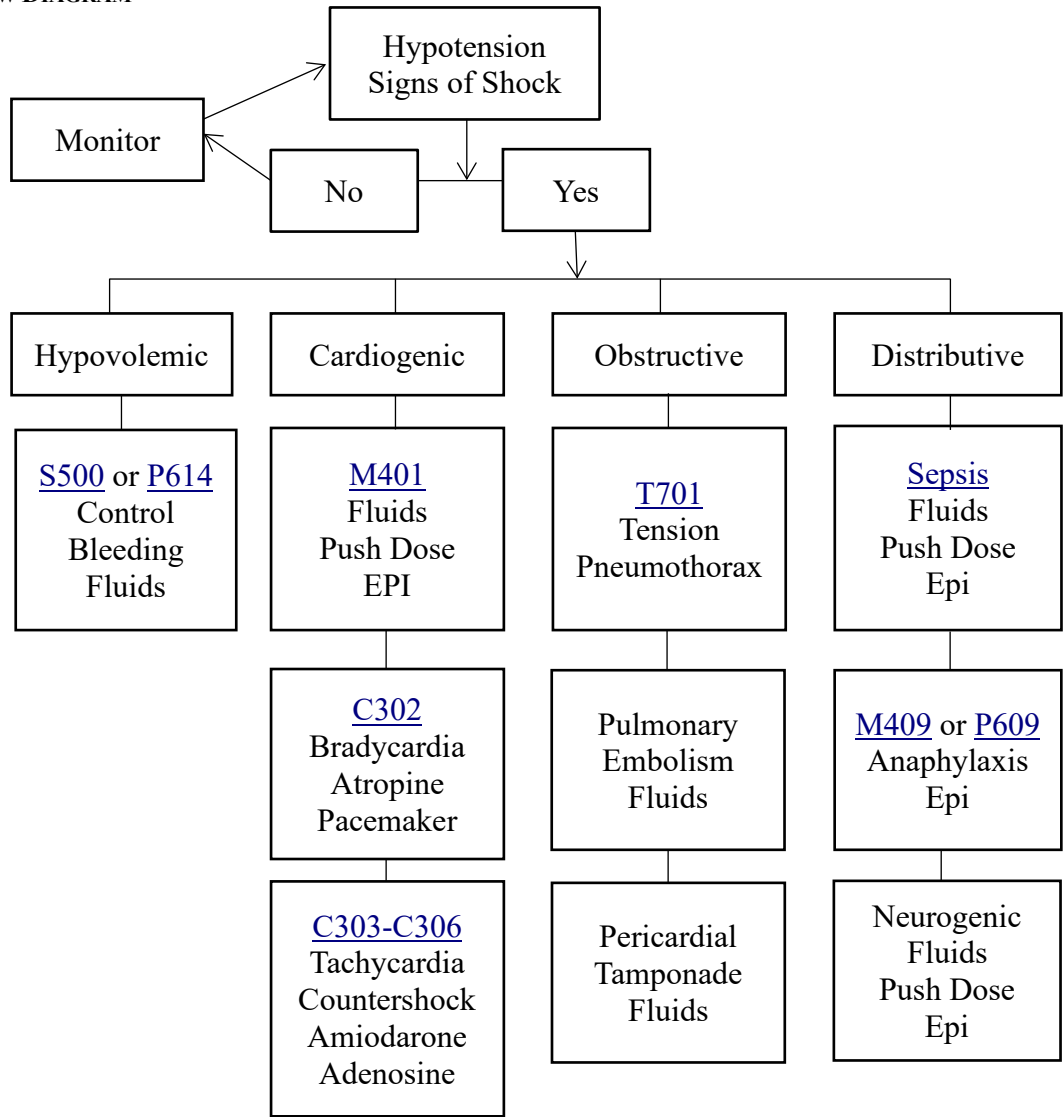 Hypotension
Signs of Shock
Monitor
No
Yes
Hypovolemic
Cardiogenic
Obstructive
Distributive
S500 or P614
Control
Bleeding
Fluids
M401
Fluids
Push Dose
EPI
T701
Tension
Pneumothorax
Sepsis
Fluids
Push Dose
Epi
C302
Bradycardia
Atropine
Pacemaker
Pulmonary
Embolism
Fluids
M409 or P609
Anaphylaxis
Epi
C303-C306
Tachycardia
Countershock
Amiodarone
Adenosine
Pericardial
Tamponade
Fluids
Neurogenic
Fluids
Push Dose
Epi